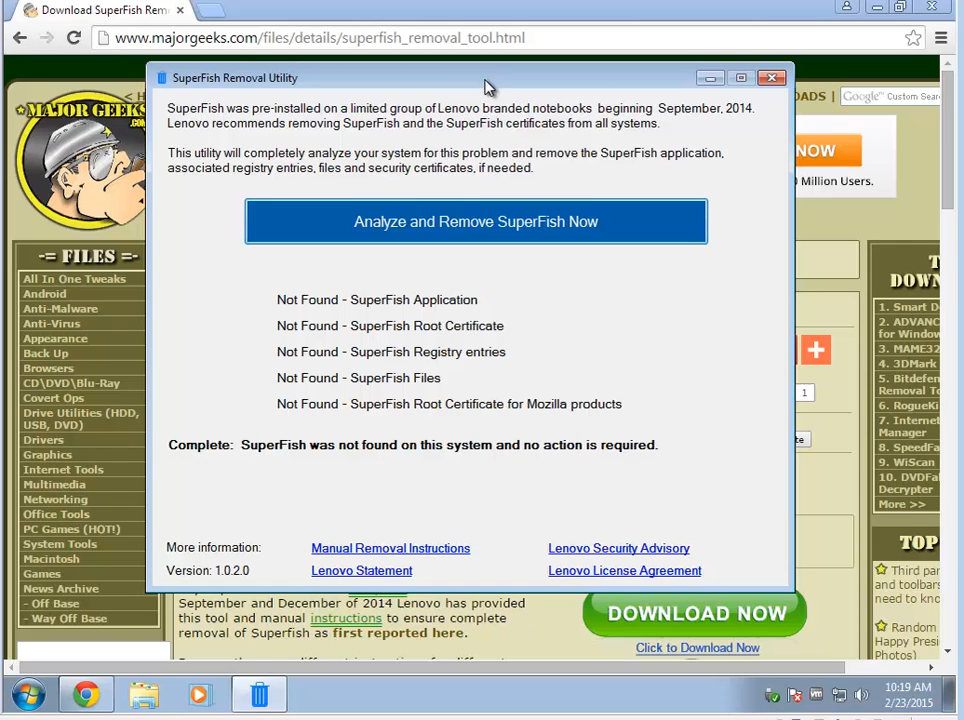 Download SuperFish Rem
www.majorgeeks.com/files/details/superfish_removal_tool.html
SuperFish Removal Utility
SuperFish was pre-installed on a limited group of Lenovo branded notebooks beginning September, 2014.
Lenovo recommends removing SuperFish and the SuperFish certificates from all systems.
This utility will completely analyze your system for this problem and remove the SuperFish application,
associated registry entries, files and security certificates, if needed.
Analyze and Remove SuperFish Now
Not Found - SuperFish Application
Not Found - SuperFish Root Certificate
Not Found - SuperFish Registry entries
Not Found - SuperFish Files
Not Found - SuperFish Root Certificate for Mozilla products
Complete: SuperFish was not found on this system and no action is required.
More information:
Manual Removal Instructions
Lenovo Security Advisory
Version: 1.0.2.0
Lenovo Statement
Lenovo License Agreement
MAJOR GEEKS
.COM
< H
-= FILES =-
All In One Tweaks
Android
Anti-Malware
Anti-Virus
Appearance
Back Up
Browsers
CD\DVD\Blu-Ray
Covert Ops
Drive Utilities (HDD,
USB, DVD)
Drivers
Graphics
Internet Tools
Multimedia
Networking
Office Tools
PC Games (HOT!)
System Tools
Macintosh
Games
News Archive
- Off Base
- Way Off Base
September and December of 2014 Lenovo has provided
this tool and manual instructions to ensure complete
removal of Superfish as first reported here.
DOWNLOAD NOW
Click to Download Now
OADS |
Google™ Custom Sear
NOW
0 Million Users.
1
te
T
DOWN
1. Smart D
2. ADVANC
for Window
3. MAME32
4. 3DMark
5. Bitdefen
Removal To
6. RogueKi
7. Internet
Manager
8. SpeedFa
9. WiScan
10. DVDFa
Decrypter
More >>
TOP
Third par
and toolbars
need to kno
Random
Happy Presi
Photos)
10:19 AM
2/23/2015